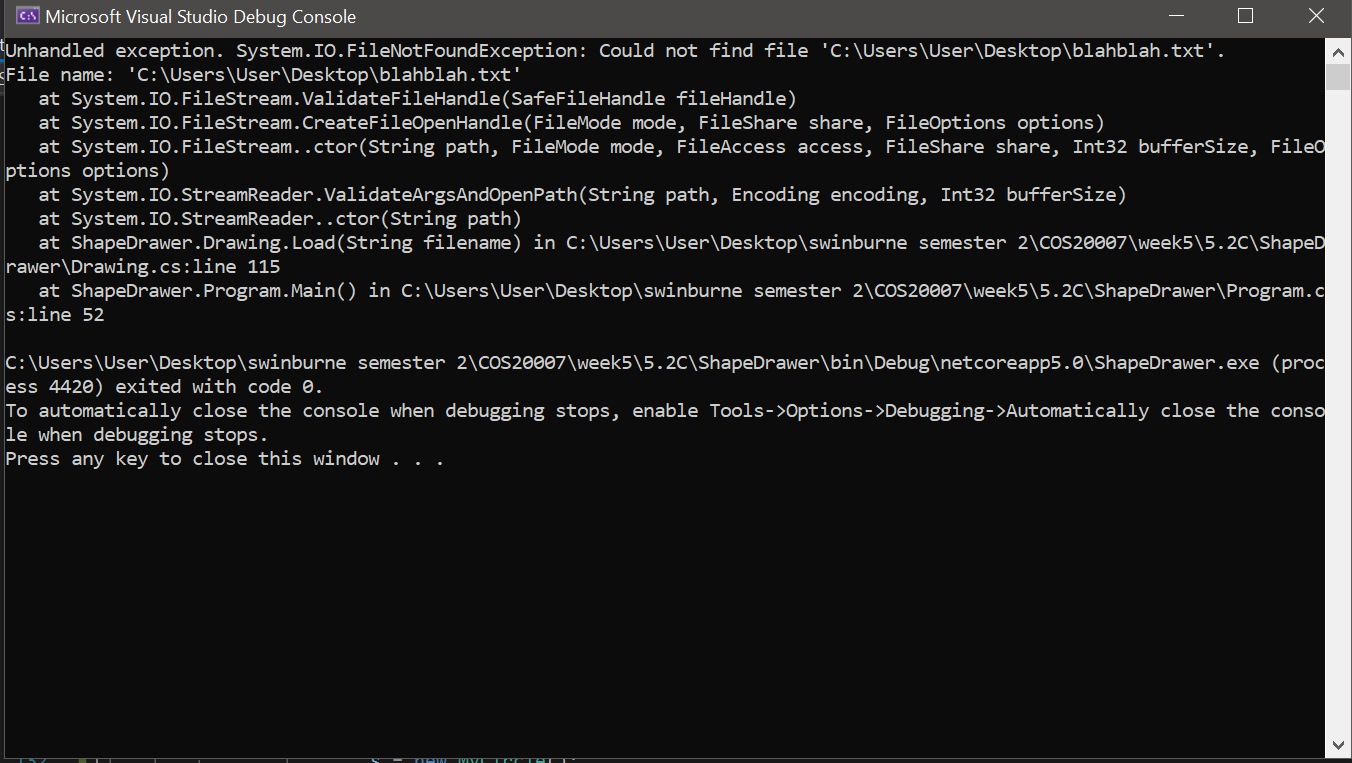 Microsoft Visual Studio Debug Console
Unhandled exception. System.IO.FileNotFoundException: Could not find file 'C:\Users\User\Desktop\blahblah.txt'.
File name: 'C:\Users\User\Desktop\blahblah.txt'
   at System.IO.FileStream.ValidateFileHandle(SafeFileHandle fileHandle)
   at System.IO.FileStream.CreateFileOpenHandle(FileMode mode, FileShare share, FileOptions options)
   at System.IO.FileStream..ctor(String path, FileMode mode, FileAccess access, FileShare share, Int32 bufferSize, FileO
ptions options)
   at System.IO.StreamReader.ValidateArgsAndOpenPath(String path, Encoding encoding, Int32 bufferSize)
   at System.IO.StreamReader..ctor(String path)
   at ShapeDrawer.Drawing.Load(String filename) in C:\Users\User\Desktop\swinburne semester 2\COS20007\week5\5.2C\ShapeD
rawer\Drawing.cs:line 115
   at ShapeDrawer.Program.Main() in C:\Users\User\Desktop\swinburne semester 2\COS20007\week5\5.2C\ShapeDrawer\Program.c
s:line 52

C:\Users\User\Desktop\swinburne semester 2\COS20007\week5\5.2C\ShapeDrawer\bin\Debug\netcoreapp5.0\ShapeDrawer.exe (proc
ess 4420) exited with code 0.
To automatically close the console when debugging stops, enable Tools->Options->Debugging->Automatically close the conso
le when debugging stops.
Press any key to close this window . . .